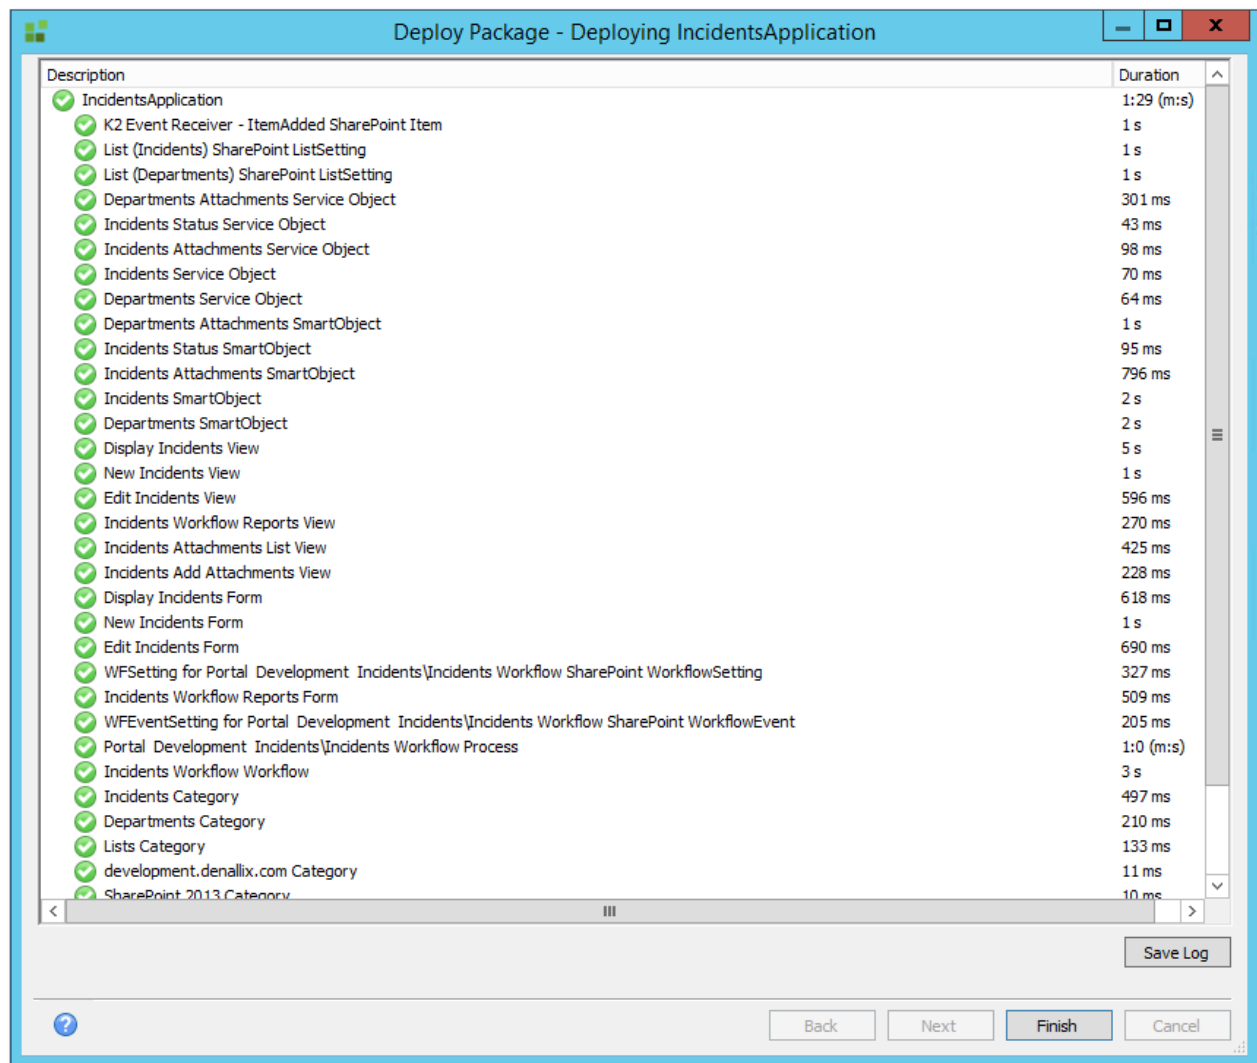 Deploy Package - Deploying IncidentsApplication
Description Duration
IncidentsApplication 1:29 (m:s)
K2 Event Receiver - ItemAdded SharePoint Item 1 s
List (Incidents) SharePoint ListSetting 1 s
List (Departments) SharePoint ListSetting 1 s
Departments Attachments Service Object 301 ms
Incidents Status Service Object 43 ms
Incidents Attachments Service Object 98 ms
Incidents Service Object 70 ms
Departments Service Object 64 ms
Departments Attachments SmartObject 1 s
Incidents Status SmartObject 95 ms
Incidents Attachments SmartObject 796 ms
Incidents SmartObject 2 s
Departments SmartObject 2 s
Display Incidents View 5 s
New Incidents View 1 s
Edit Incidents View 596 ms
Incidents Workflow Reports View 270 ms
Incidents Attachments List View 425 ms
Incidents Add Attachments View 228 ms
Display Incidents Form 618 ms
New Incidents Form 1 s
Edit Incidents Form 690 ms
WFSetting for Portal  Development  Incidents\Incidents Workflow SharePoint WorkflowSetting 327 ms
Incidents Workflow Reports Form 509 ms
WFEventSetting for Portal  Development  Incidents\Incidents Workflow SharePoint WorkflowEvent 205 ms
Portal  Development  Incidents\Incidents Workflow Process 1:0 (m:s)
Incidents Workflow Workflow 3 s
Incidents Category 497 ms
Departments Category 210 ms
Lists Category 133 ms
development.denallix.com Category 11 ms
SharePoint 2013 Category 10 ms
Save Log
Back Next Finish Cancel